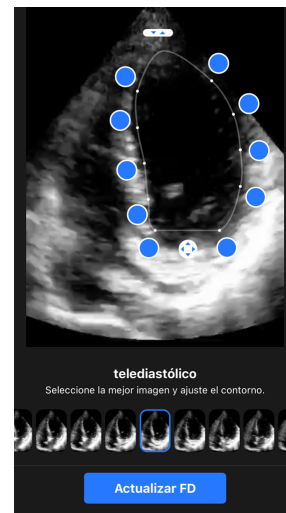 telediastólico
Seleccione la mejor imagen y ajuste el contorno.
Actualizar FD